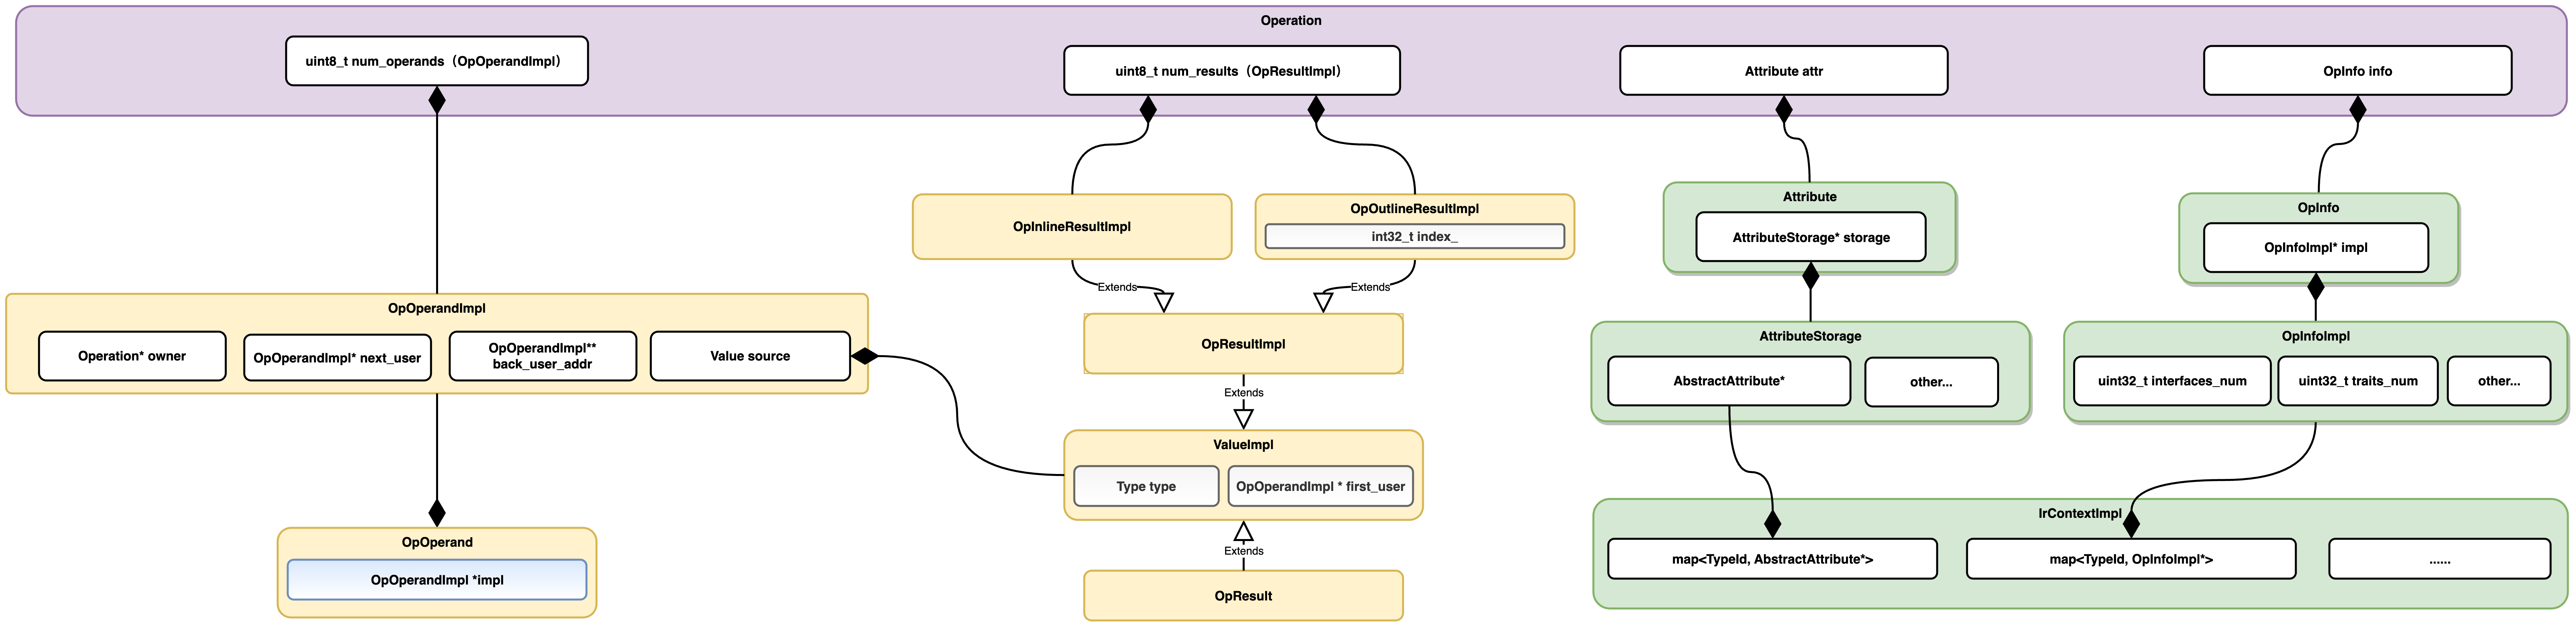 Operation
uint8_t num_operands（OpOperandImpl）
uint8_t num_results（OpResultImpl）
Attribute attr
OpInfo info
OpInlineResultImpl
OpOutlineResultImpl
int32_t index_
Attribute
AttributeStorage* storage
OpInfo
OpInfoImpl* impl
Extends
Extends
OpOperandImpl
Operation* owner
OpOperandImpl* next_user
OpOperandImpl**
back_user_addr
Value source
OpResultImpl
AttributeStorage
AbstractAttribute*
other...
OpInfoImpl
uint32_t interfaces_num
uint32_t traits_num
other...
Extends
ValueImpl
Type type
OpOperandImpl * first_user
Extends
OpResult
OpOperand
OpOperandImpl *impl
IrContextImpl
map<TypeId, AbstractAttribute*>
map<TypeId, OpInfoImpl*>
......